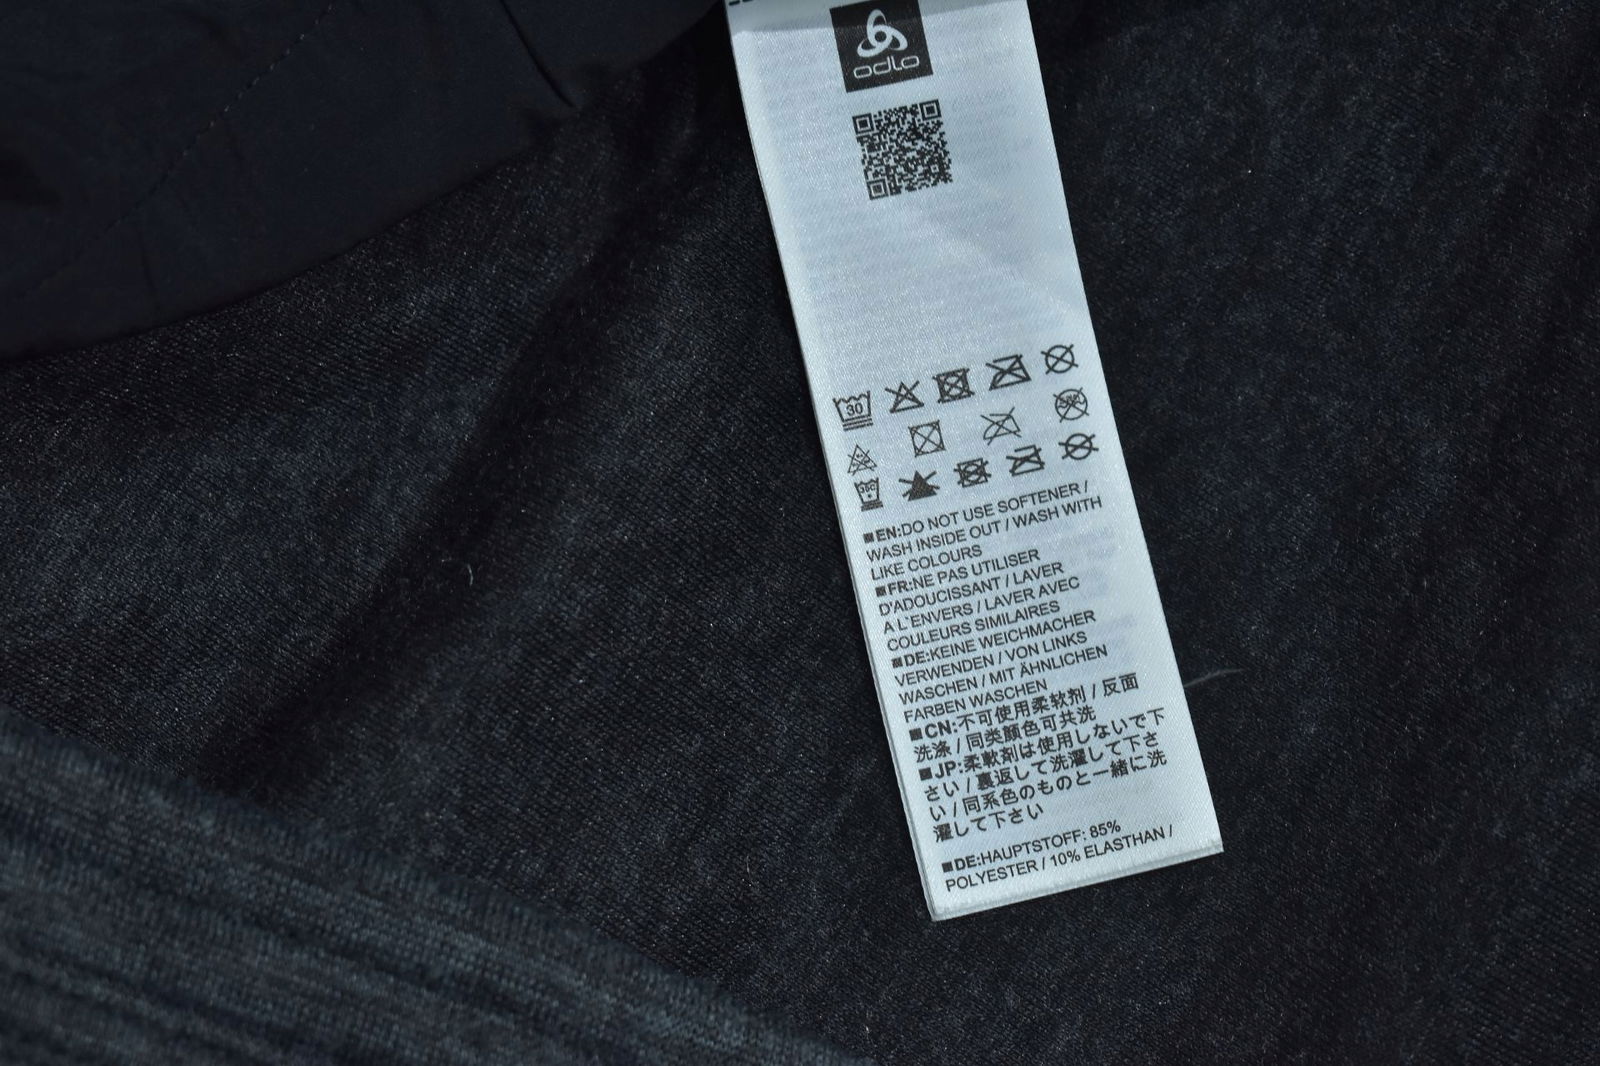 odlo
30
EN:DO NOT USE SOFTENER /
WASH INSIDE OUT / WASH WITH
LIKE COLOURS
FR:NE PAS UTILISER
D'ADOUCISSANT / LAVER
A L'ENVERS / LAVER AVEC
COULEURS SIMILAIRES
DE:KEINE WEICHMACHER
VERWENDEN / VON LINKS
WASCHEN / MIT ÄHNLICHEN
FARBEN WASCHEN
CN:不可使用柔软剂 / 反面
洗涤 / 同类颜色可共洗
JP:柔軟剤は使用しないで下
さい / 裏返して洗濯して下さ
い / 同系色のものと一緒に洗
濯して下さい
DE:HAUPTSTOFF: 85%
POLYESTER / 10% ELASTHAN /